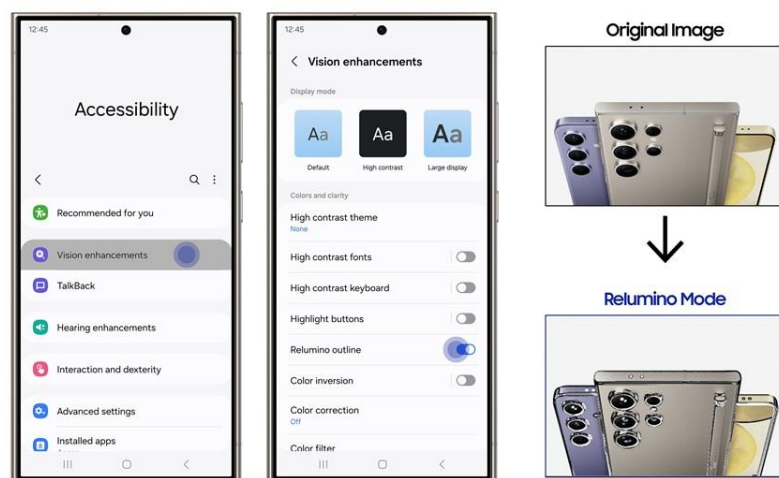 12:45
Accessibility
Recommended for you
Vision enhancements
TalkBack
Hearing enhancements
Interaction and dexterity
Advanced settings
Installed apps
12:45
Vision enhancements
Display mode
Aa
Aa
Aa
Default
High contrast
Large display
Colors and clarity
High contrast theme
None
High contrast fonts
High contrast keyboard
Highlight buttons
Relumino outline
Color inversion
Color correction
Off
Color filter
Original Image
Relumino Mode